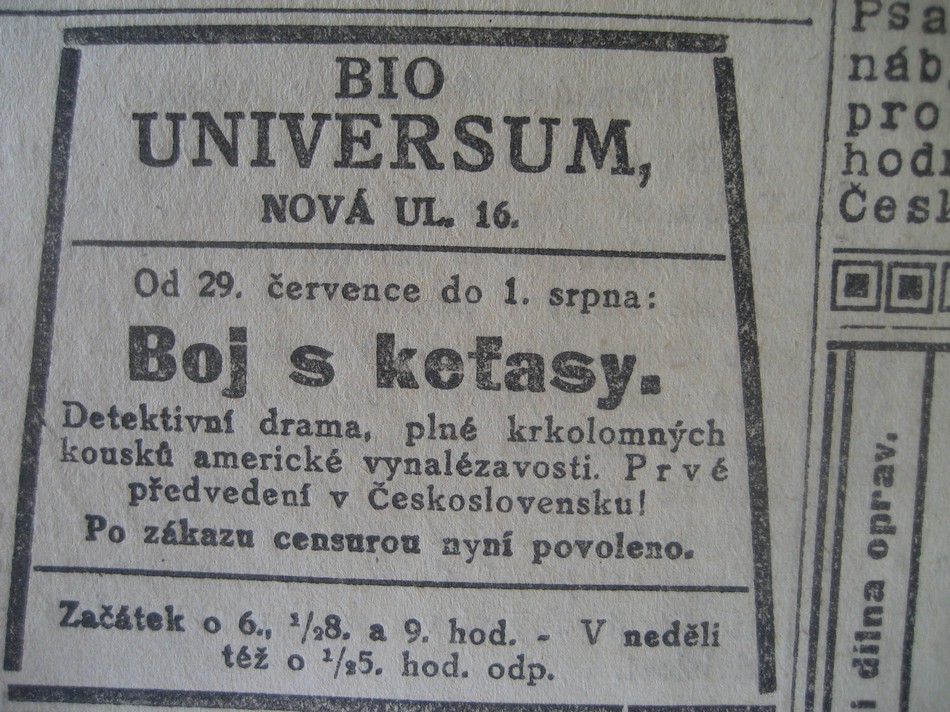 BIO
UNIVERSUM,
NOVÁ UL. 16.
Od 29. července do 1. srpna:
Boj s keťasy.
Detektivní drama, plné krkolomných
kousků americké vynalézavosti. Prvé
předvedení v Československu!
Po zákazu censurou nyní povoleno.
Začátek o 6., 1/28. a 9. hod. - V neděli
též o 1/25. hod. odp.
Psa
náb
pro
hodn
Česl
i dílna oprav.